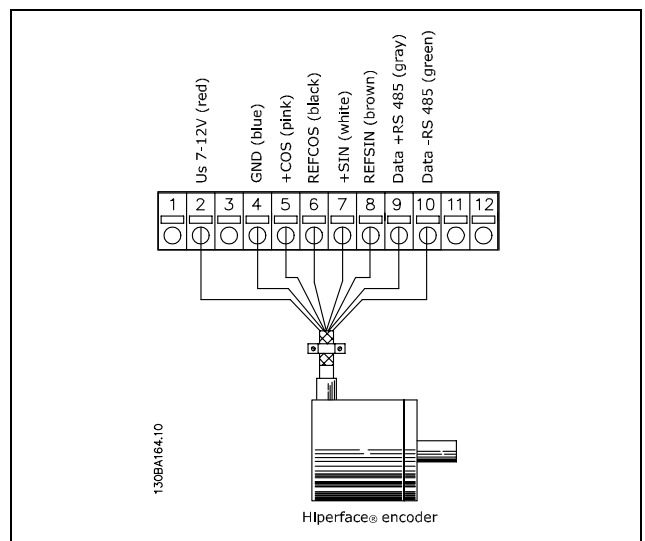 Us 7-12V (red)
GND (blue)
+COS (pink)
REFCOS (black)
+SIN (white)
REFSIN (brown)
Data +RS 485 (gray)
Data -RS 485 (green)
1 2 3 4 5 6 7 8 9 10 11 12
130BA164.10
HIperface® encoder